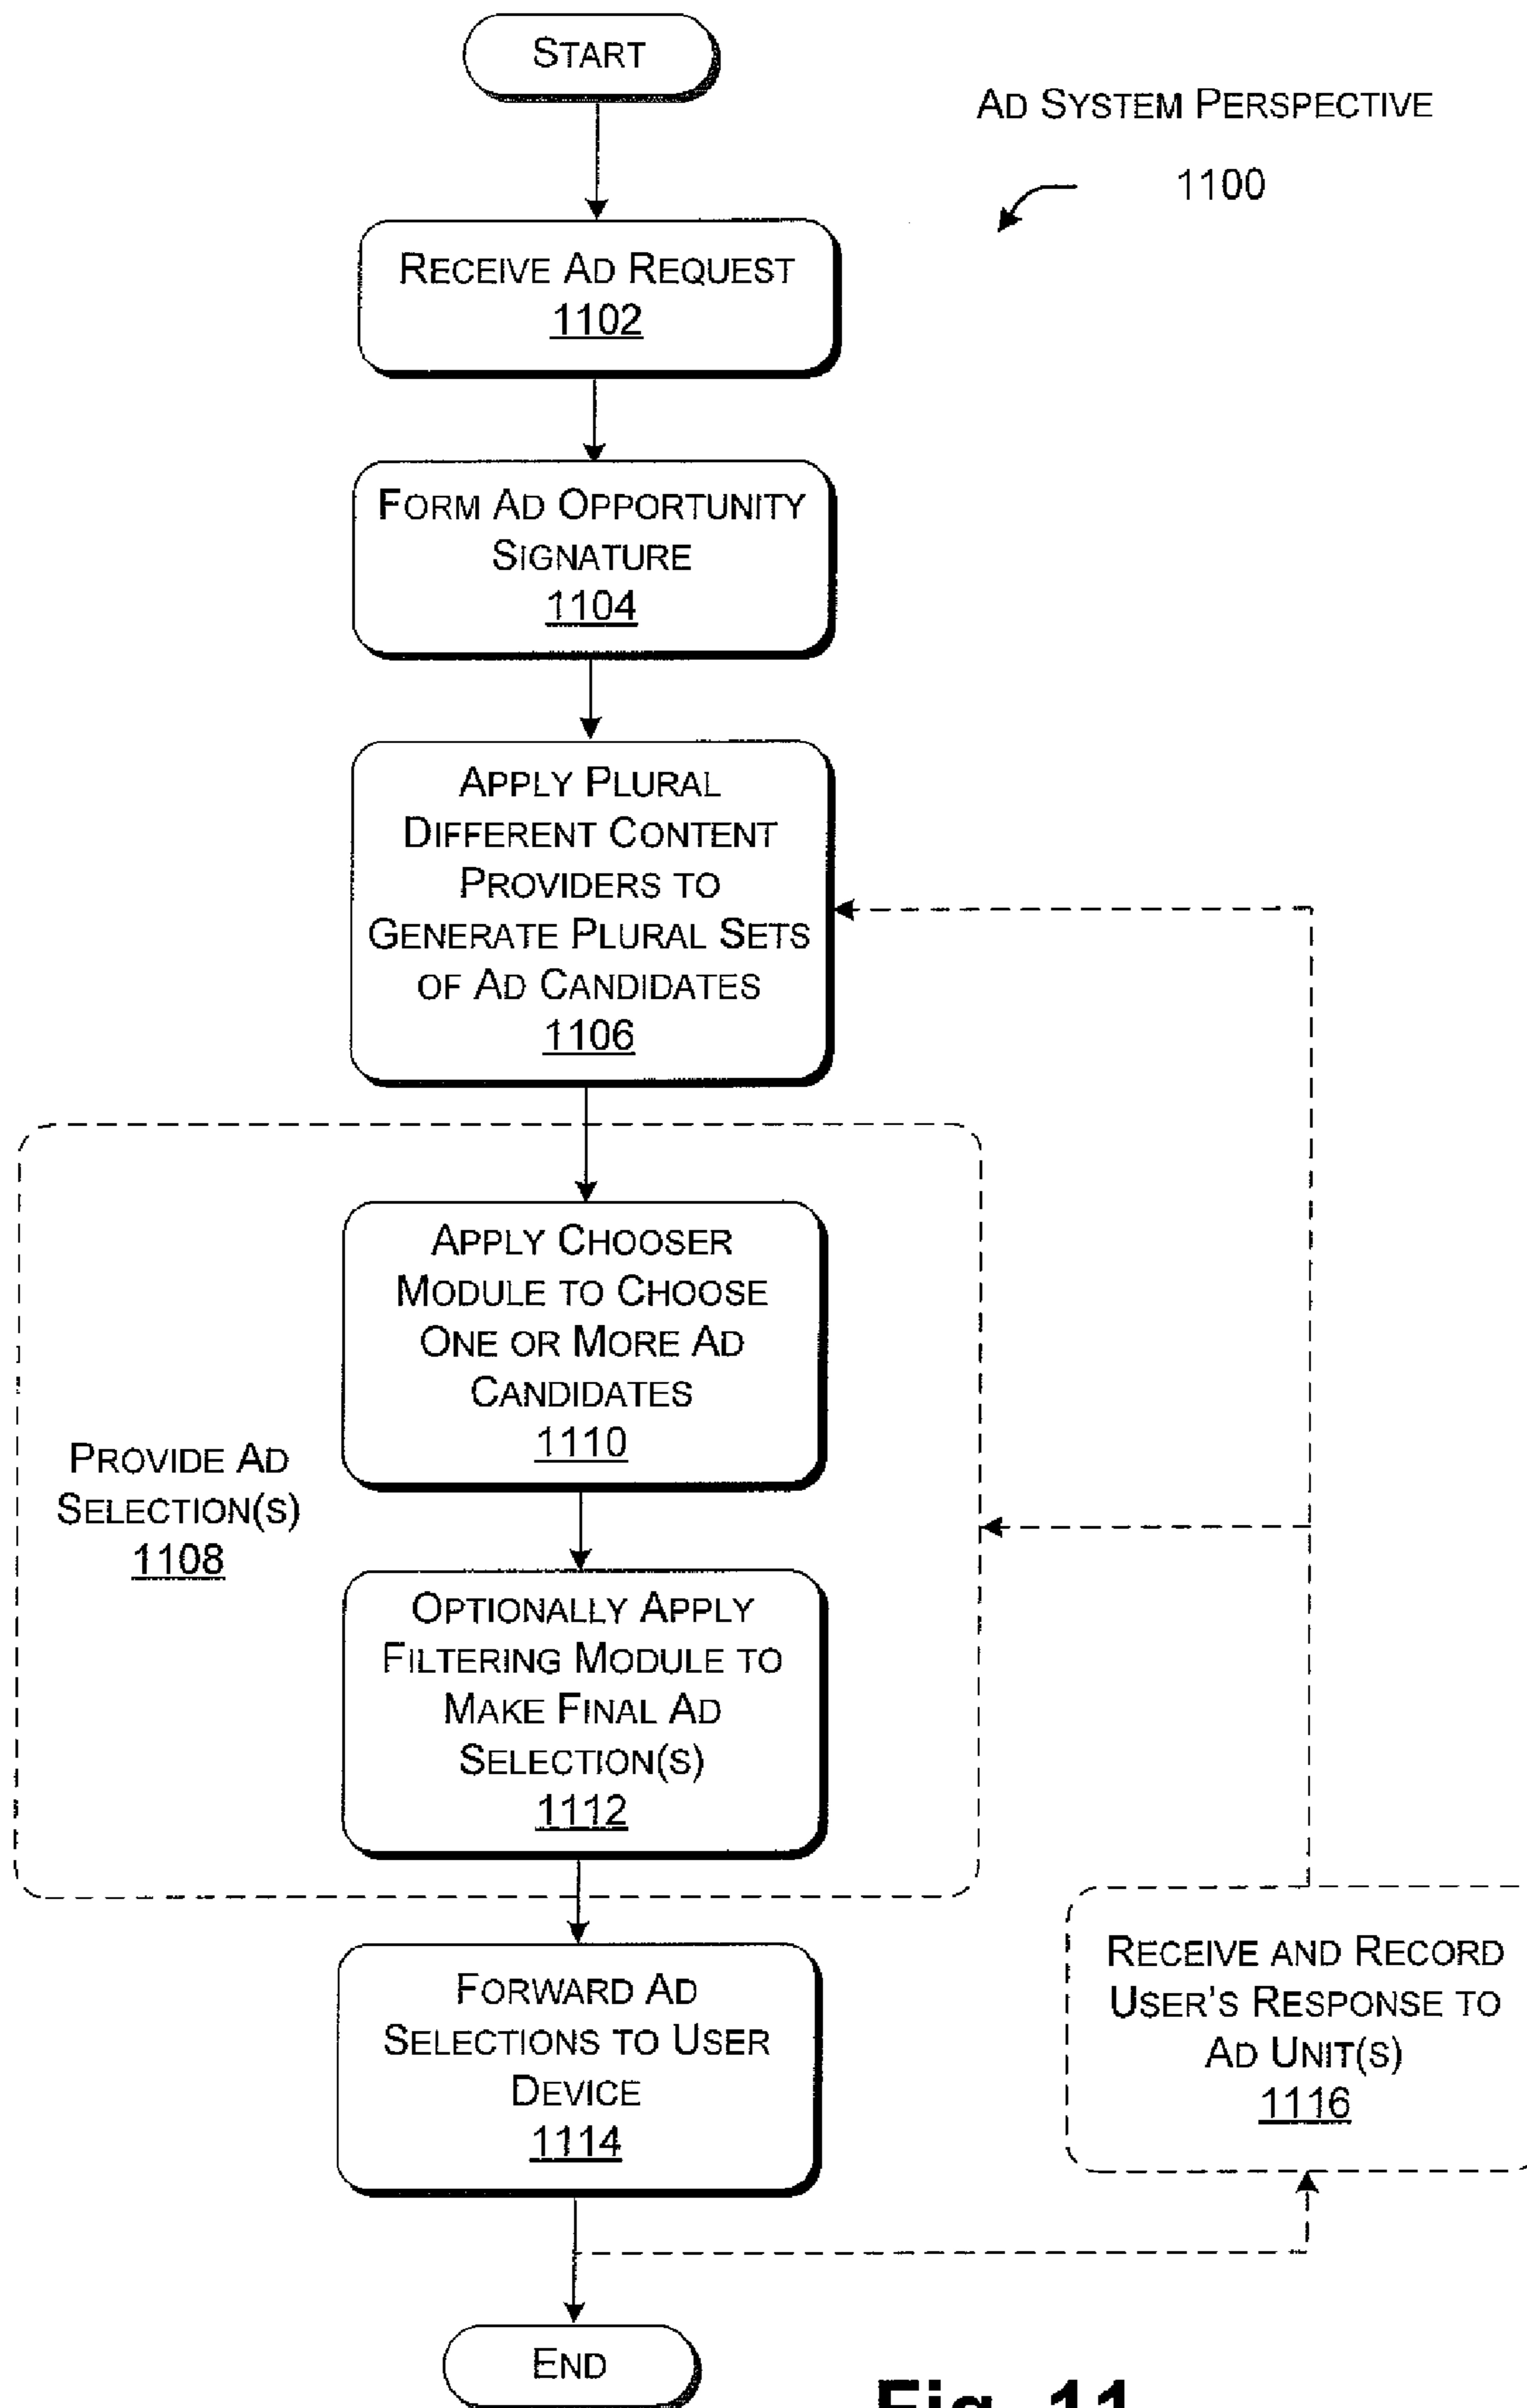 START
AD SYSTEM PERSPECTIVE
1100
RECEIVE AD REQUEST
1102
FORM AD OPPORTUNITY
SIGNATURE
1104
APPLY PLURAL
DIFFERENT CONTENT
PROVIDERS TO
GENERATE PLURAL SETS
OF AD CANDIDATES
1106
APPLY CHOOSER
MODULE TO CHOOSE
ONE OR MORE AD
CANDIDATES
1110
PROVIDE AD
SELECTION(S)
1108
OPTIONALLY APPLY
FILTERING MODULE TO
MAKE FINAL AD
SELECTION(S)
1112
FORWARD AD
SELECTIONS TO USER
DEVICE
1114
RECEIVE AND RECORD
USER'S RESPONSE TO
AD UNIT(S)
1116
END
Fig. 11